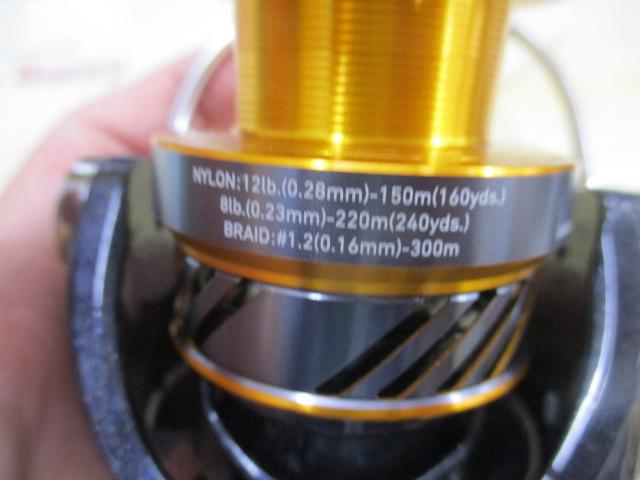 NYLON:12lb.(0.28mm)-150m(160yds.)
8lb.(0.23mm)-220m(240yds.)
BRAID:#1.2(0.16mm)-300m